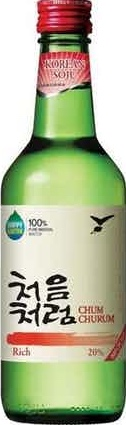 KOREAN
SOJU
100%
PURE MINERAL
WATER
처음
처럼
CHUM
CHURUM
Rich
20%